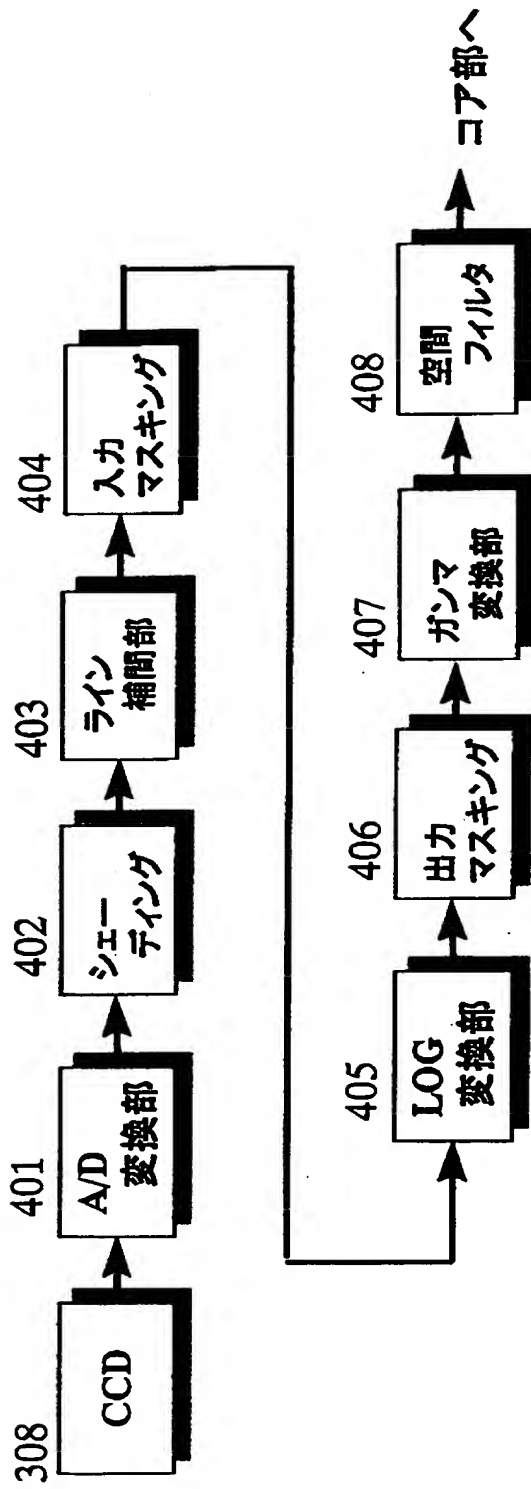 308
CCD
401
A/D
変換部
402
シェー
ディング
403
ライン
補間部
404
入力
マスキング
405
LOG
変換部
406
出力
マスキング
407
ガンマ
変換部
408
空間
フィルタ
コア部へ